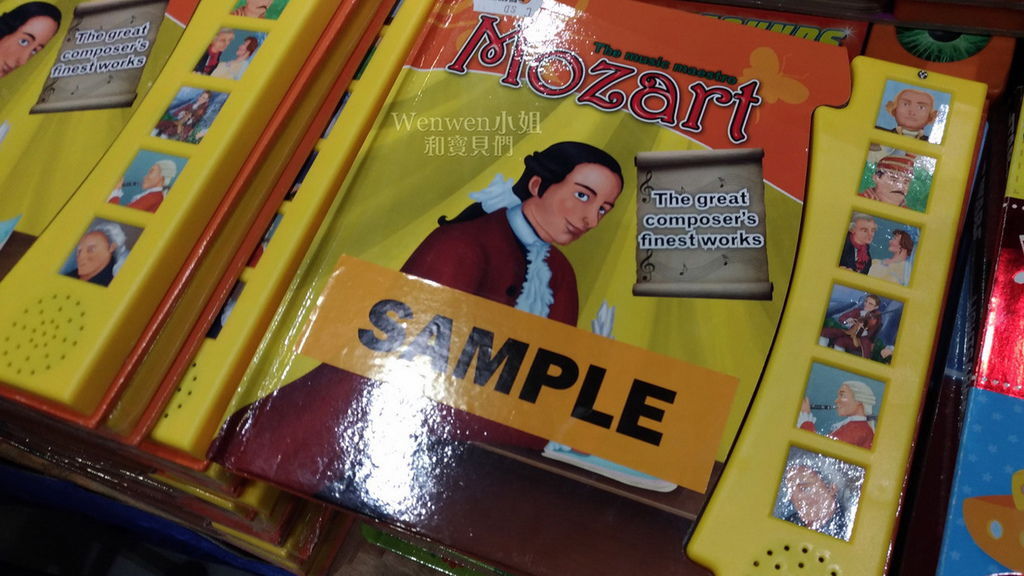 The great
composer's
finest works
The music maestro
Mozart
Wenwen小姐
和寶貝們
The great
composer's
finest works
SAMPLE